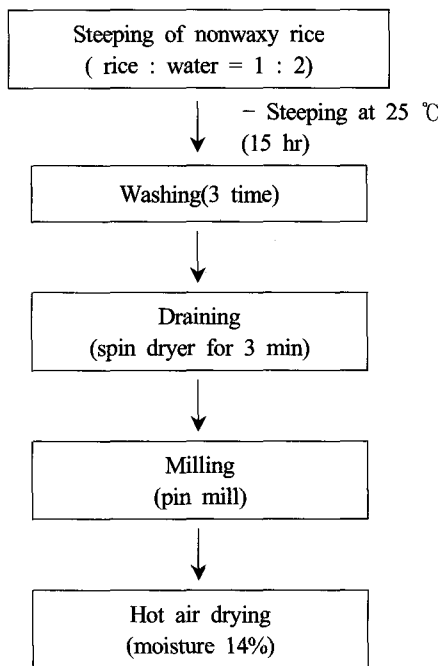 Steeping of nonwaxy rice
( rice : water = 1 : 2)
- Steeping at 25 ℃
(15 hr)
Washing(3 time)
Draining
(spin dryer for 3 min)
Milling
(pin mill)
Hot air drying
(moisture 14%)